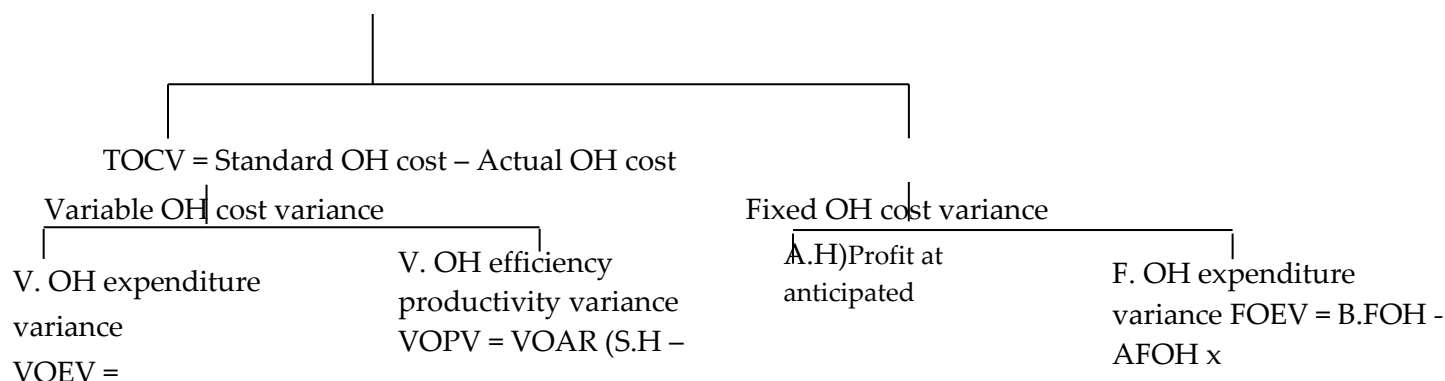 TOCV = Standard OH cost – Actual OH cost
Variable OH cost variance
Fixed OH cost variance
V. OH expenditure
variance
VOEV =
V. OH efficiency
productivity variance
VOPV = VOAR (S.H –
A.H)Profit at
anticipated
F. OH expenditure
variance FOEV = B.FOH -
AFOH x